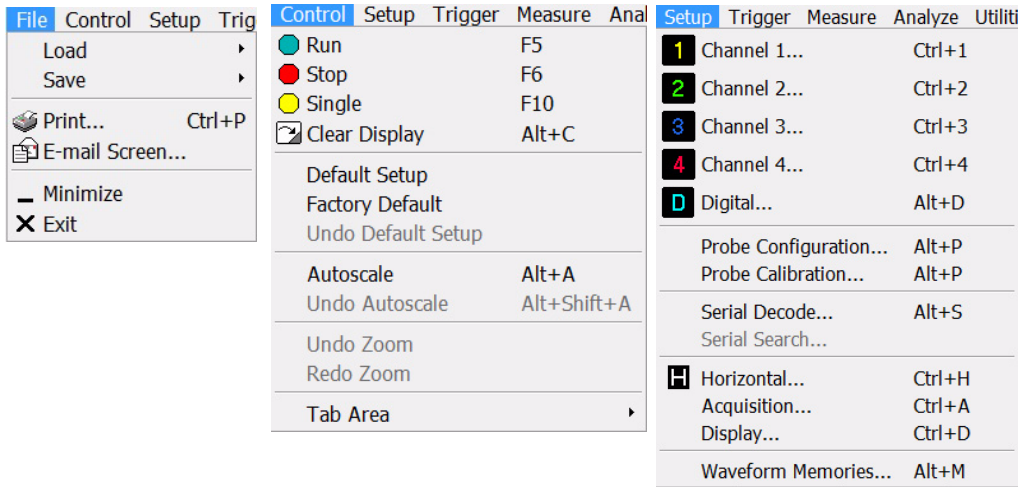 File Control Setup Trig
Load
Save
Print... Ctrl+P
E-mail Screen...
Minimize
Exit
Control Setup Trigger Measure Anal
Run F5
Stop F6
Single F10
Clear Display Alt+C
Default Setup
Factory Default
Undo Default Setup
Autoscale Alt+A
Undo Autoscale Alt+Shift+A
Undo Zoom
Redo Zoom
Tab Area
Setup Trigger Measure Analyze Utiliti
1 Channel 1... Ctrl+1
2 Channel 2... Ctrl+2
3 Channel 3... Ctrl+3
4 Channel 4... Ctrl+4
D Digital... Alt+D
Probe Configuration... Alt+P
Probe Calibration... Alt+P
Serial Decode... Alt+S
Serial Search...
H Horizontal... Ctrl+H
Acquisition... Ctrl+A
Display... Ctrl+D
Waveform Memories... Alt+M